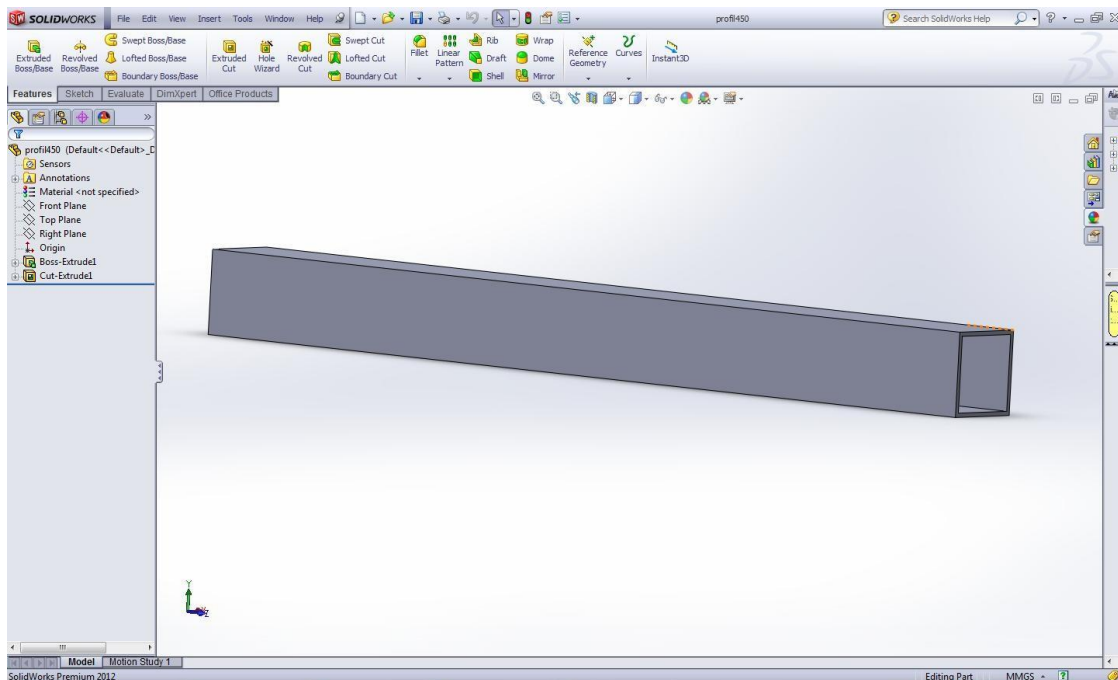 SW SOLIDWORKS File Edit View Insert Tools Window Help profil450 Search SolidWorks Help
Extruded Boss/Base
Revolved Boss/Base
Swept Boss/Base
Lofted Boss/Base
Boundary Boss/Base
Extruded Cut
Hole Wizard
Revolved Cut
Swept Cut
Lofted Cut
Boundary Cut
Fillet
Linear Pattern
Rib
Draft
Shell
Wrap
Dome
Mirror
Reference Geometry
Curves
Instant3D
Features Sketch Evaluate DimXpert Office Products
profil450 (Default<<Default>_D
Sensors
Annotations
Material <not specified>
Front Plane
Top Plane
Right Plane
Origin
Boss-Extrude1
Cut-Extrude1
Y
Z
Model Motion Study 1
SolidWorks Premium 2012 Editing Part MMGS